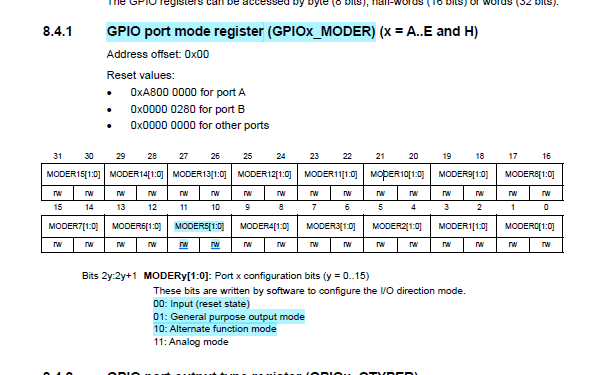 The GPIO registers can be accessed by byte (8 bits), half-words (16 bits) or words (32 bits).
8.4.1 GPIO port mode register (GPIOx_MODER) (x = A..E and H)
Address offset: 0x00
Reset values:
• 0xA800 0000 for port A
• 0x0000 0280 for port B
• 0x0000 0000 for other ports
31 30 29 28 27 26 25 24 23 22 21 20 19 18 17 16
MODER15[1:0] MODER14[1:0] MODER13[1:0] MODER12[1:0] MODER11[1:0] MODER10[1:0] MODER9[1:0] MODER8[1:0]
rw rw rw rw rw rw rw rw rw rw rw rw rw rw rw rw
15 14 13 12 11 10 9 8 7 6 5 4 3 2 1 0
MODER7[1:0] MODER6[1:0] MODER5[1:0] MODER4[1:0] MODER3[1:0] MODER2[1:0] MODER1[1:0] MODER0[1:0]
rw rw rw rw rw rw rw rw rw rw rw rw rw rw rw rw
Bits 2y:2y+1 MODERy[1:0]: Port x configuration bits (y = 0..15)
These bits are written by software to configure the I/O direction mode.
00: Input (reset state)
01: General purpose output mode
10: Alternate function mode
11: Analog mode